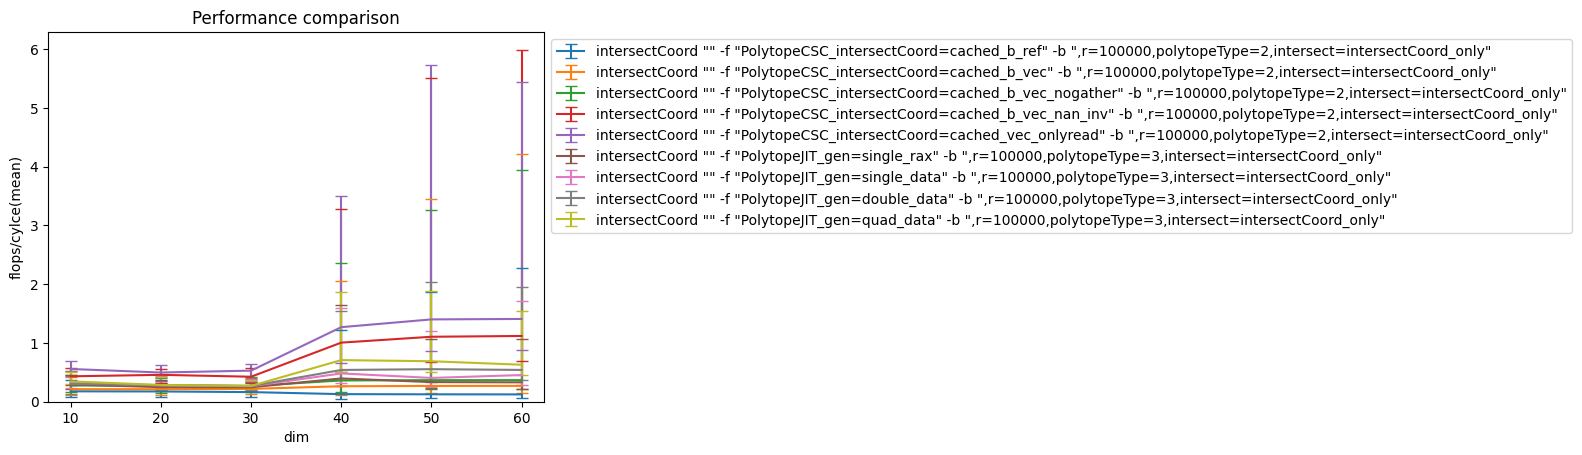 Performance comparison
flops/cylce(mean)
6
5
4
3
2
1
0
10 20 30 40 50 60
dim
intersectCoord "" -f "PolytopeCSC_intersectCoord=cached_b_ref" -b ",r=100000,polytopeType=2,intersect=intersectCoord_only"
intersectCoord "" -f "PolytopeCSC_intersectCoord=cached_b_vec" -b ",r=100000,polytopeType=2,intersect=intersectCoord_only"
intersectCoord "" -f "PolytopeCSC_intersectCoord=cached_b_vec_nogather" -b ",r=100000,polytopeType=2,intersect=intersectCoord_only"
intersectCoord "" -f "PolytopeCSC_intersectCoord=cached_b_vec_nan_inv" -b ",r=100000,polytopeType=2,intersect=intersectCoord_only"
intersectCoord "" -f "PolytopeCSC_intersectCoord=cached_vec_onlyread" -b ",r=100000,polytopeType=2,intersect=intersectCoord_only"
intersectCoord "" -f "PolytopeJIT_gen=single_rax" -b ",r=100000,polytopeType=3,intersect=intersectCoord_only"
intersectCoord "" -f "PolytopeJIT_gen=single_data" -b ",r=100000,polytopeType=3,intersect=intersectCoord_only"
intersectCoord "" -f "PolytopeJIT_gen=double_data" -b ",r=100000,polytopeType=3,intersect=intersectCoord_only"
intersectCoord "" -f "PolytopeJIT_gen=quad_data" -b ",r=100000,polytopeType=3,intersect=intersectCoord_only"